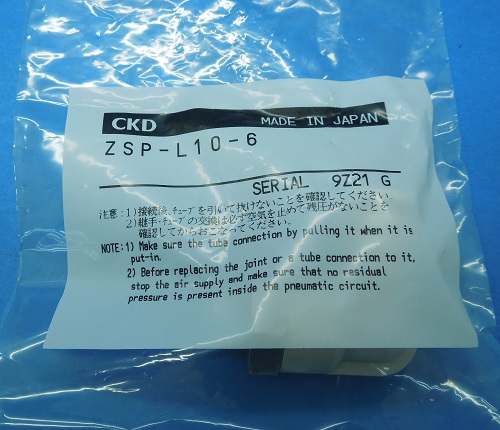 CKD MADE IN JAPAN
ZSP-L10-6
SERIAL 9Z21 G
注意:1)接続後、チューブを引いて抜けないことを確認してください。
2)継手・チューブの交換は必ず空気を止めて残圧がないことを
確認してからおこなってください。
NOTE:1) Make sure the tube connection by pulling it when it is
put-in.
2) Before replacing the joint or a tube connection to it,
stop the air supply and make sure that no residual
pressure is present inside the pneumatic circuit.